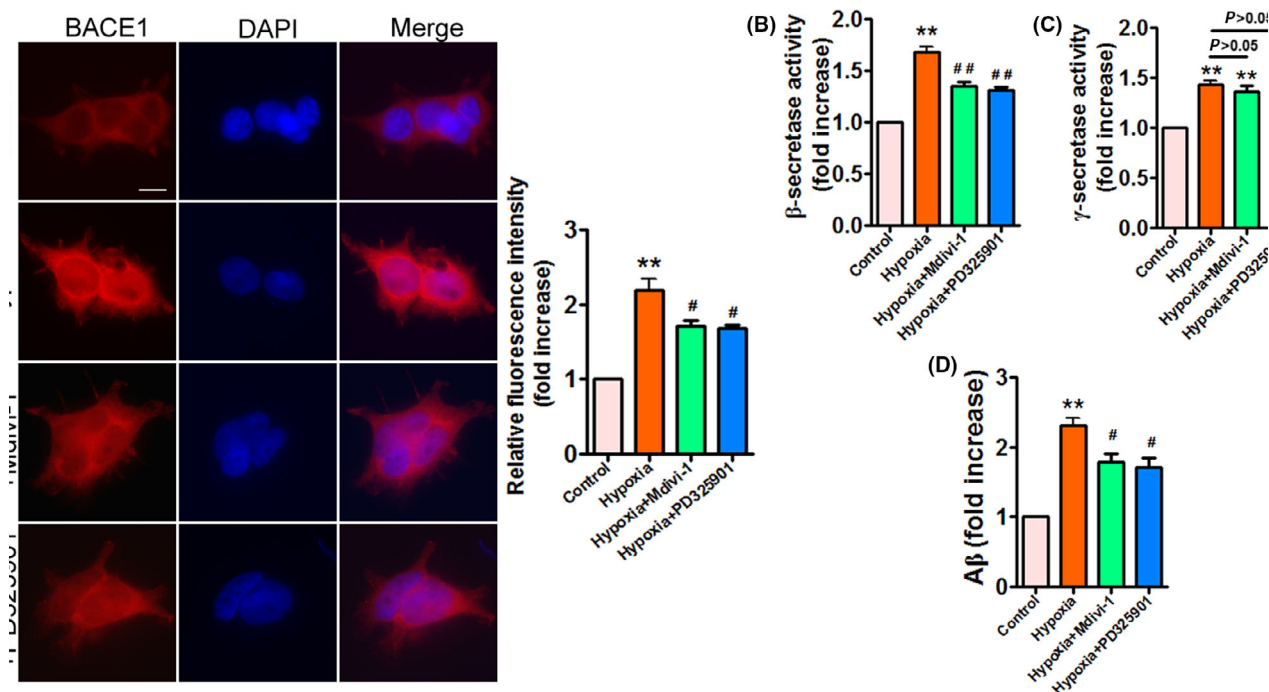 BACE1 DAPI Merge
Relative fluorescence intensity
(fold increase)
3
2
1
0
**
#
#
Control
Hypoxia
Hypoxia+Mdivi-1
Hypoxia+PD325901
(B)
β-secretase activity
(fold increase)
2.0
1.5
1.0
0.5
0.0
**
##
##
Control
Hypoxia
Hypoxia+Mdivi-1
Hypoxia+PD325901
(C)
γ-secretase activity
(fold increase)
2.0
1.5
1.0
0.5
0.0
P>0.05
P>0.05
**
**
Control
Hypoxia
Hypoxia+Mdivi-1
(D)
Aβ (fold increase)
3
2
1
0
**
#
#
Control
Hypoxia
Hypoxia+Mdivi-1
Hypoxia+PD325901